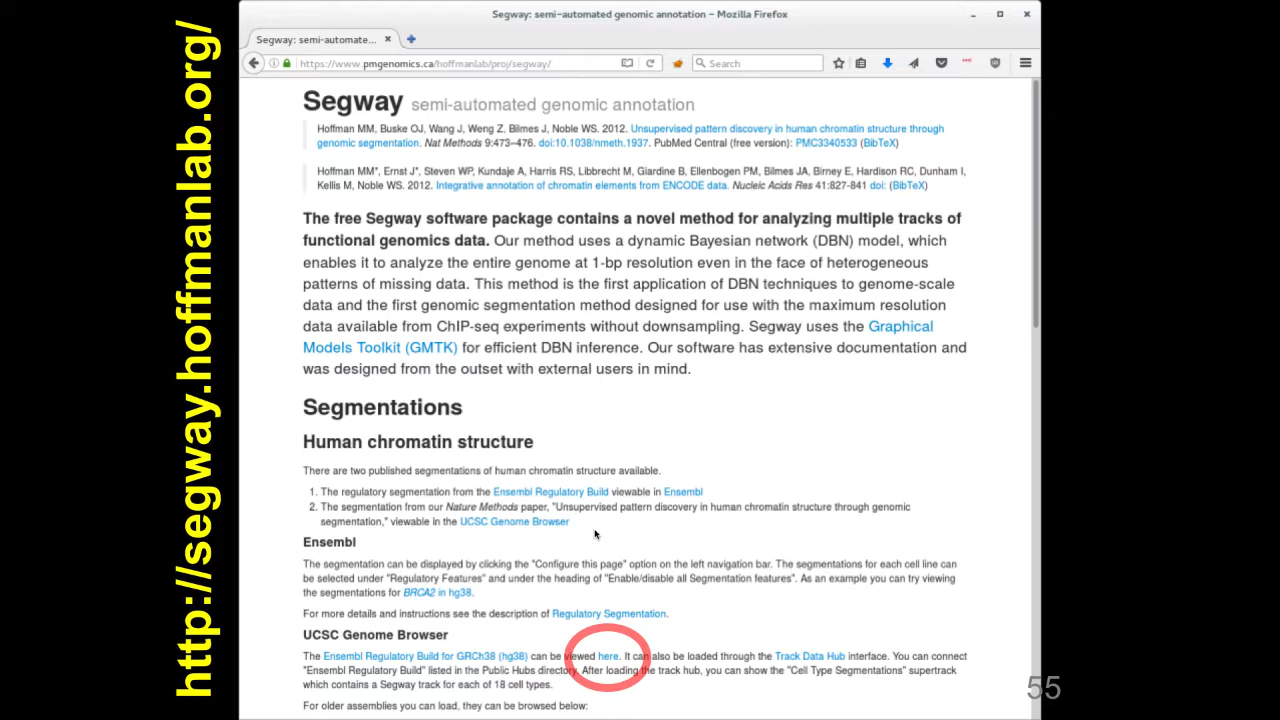 http://segway.hoffmanlab.org/
Segway: semi-automated genomic annotation – Mozilla Firefox
Segway: semi-automate...
https://www.pmgenomics.ca/hoffmanlab/proj/segway/
Search
Segway semi-automated genomic annotation
Hoffman MM, Buske OJ, Wang J, Weng Z, Bilmes J, Noble WS. 2012. Unsupervised pattern discovery in human chromatin structure through
genomic segmentation. Nat Methods 9:473–476. doi:10.1038/nmeth.1937. PubMed Central (free version): PMC3340533 (BibTeX)
Hoffman MM*, Ernst J*, Steven WP, Kundaje A, Harris RS, Libbrecht M, Giardine B, Ellenbogen PM, Bilmes JA, Birney E, Hardison RC, Dunham I,
Kellis M, Noble WS. 2012. Integrative annotation of chromatin elements from ENCODE data. Nucleic Acids Res 41:827-841 doi: (BibTeX)
The free Segway software package contains a novel method for analyzing multiple tracks of
functional genomics data. Our method uses a dynamic Bayesian network (DBN) model, which
enables it to analyze the entire genome at 1-bp resolution even in the face of heterogeneous
patterns of missing data. This method is the first application of DBN techniques to genome-scale
data and the first genomic segmentation method designed for use with the maximum resolution
data available from ChIP-seq experiments without downsampling. Segway uses the Graphical
Models Toolkit (GMTK) for efficient DBN inference. Our software has extensive documentation and
was designed from the outset with external users in mind.
Segmentations
Human chromatin structure
There are two published segmentations of human chromatin structure available.
1. The regulatory segmentation from the Ensembl Regulatory Build viewable in Ensembl
2. The segmentation from our Nature Methods paper, "Unsupervised pattern discovery in human chromatin structure through genomic
segmentation," viewable in the UCSC Genome Browser
Ensembl
The segmentation can be displayed by clicking the "Configure this page" option on the left navigation bar. The segmentations for each cell line can
be selected under "Regulatory Features" and under the heading of "Enable/disable all Segmentation features". As an example you can try viewing
the segmentations for BRCA2 in hg38.
For more details and instructions see the description of Regulatory Segmentation.
UCSC Genome Browser
The Ensembl Regulatory Build for GRCh38 (hg38) can be viewed here. It can also be loaded through the Track Data Hub interface. You can connect
"Ensembl Regulatory Build" listed in the Public Hubs directory. After loading the track hub, you can show the "Cell Type Segmentations" supertrack
which contains a Segway track for each of 18 cell types.
For older assemblies you can load, they can be browsed below:
55